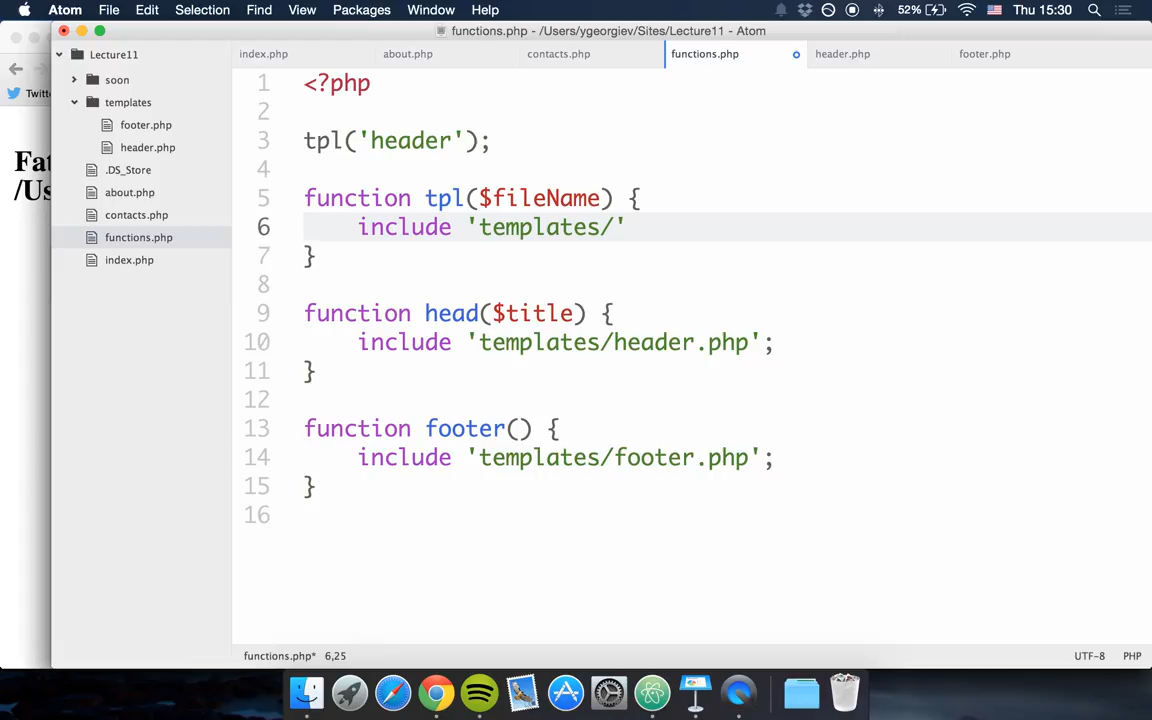 Atom File Edit Selection Find View Packages Window Help 52% Thu 15:30
functions.php - /Users/ygeorgiev/Sites/Lecture11 - Atom
Lecture11
soon
templates
footer.php
header.php
.DS_Store
about.php
contacts.php
functions.php
index.php
index.php about.php contacts.php functions.php header.php footer.php
1 <?php
2
3 tpl('header');
4
5 function tpl($fileName) {
6 include 'templates/'
7 }
8
9 function head($title) {
10 include 'templates/header.php';
11 }
12
13 function footer() {
14 include 'templates/footer.php';
15 }
16
functions.php* 6,25 UTF-8 PHP
Twitt
Fat
/Us